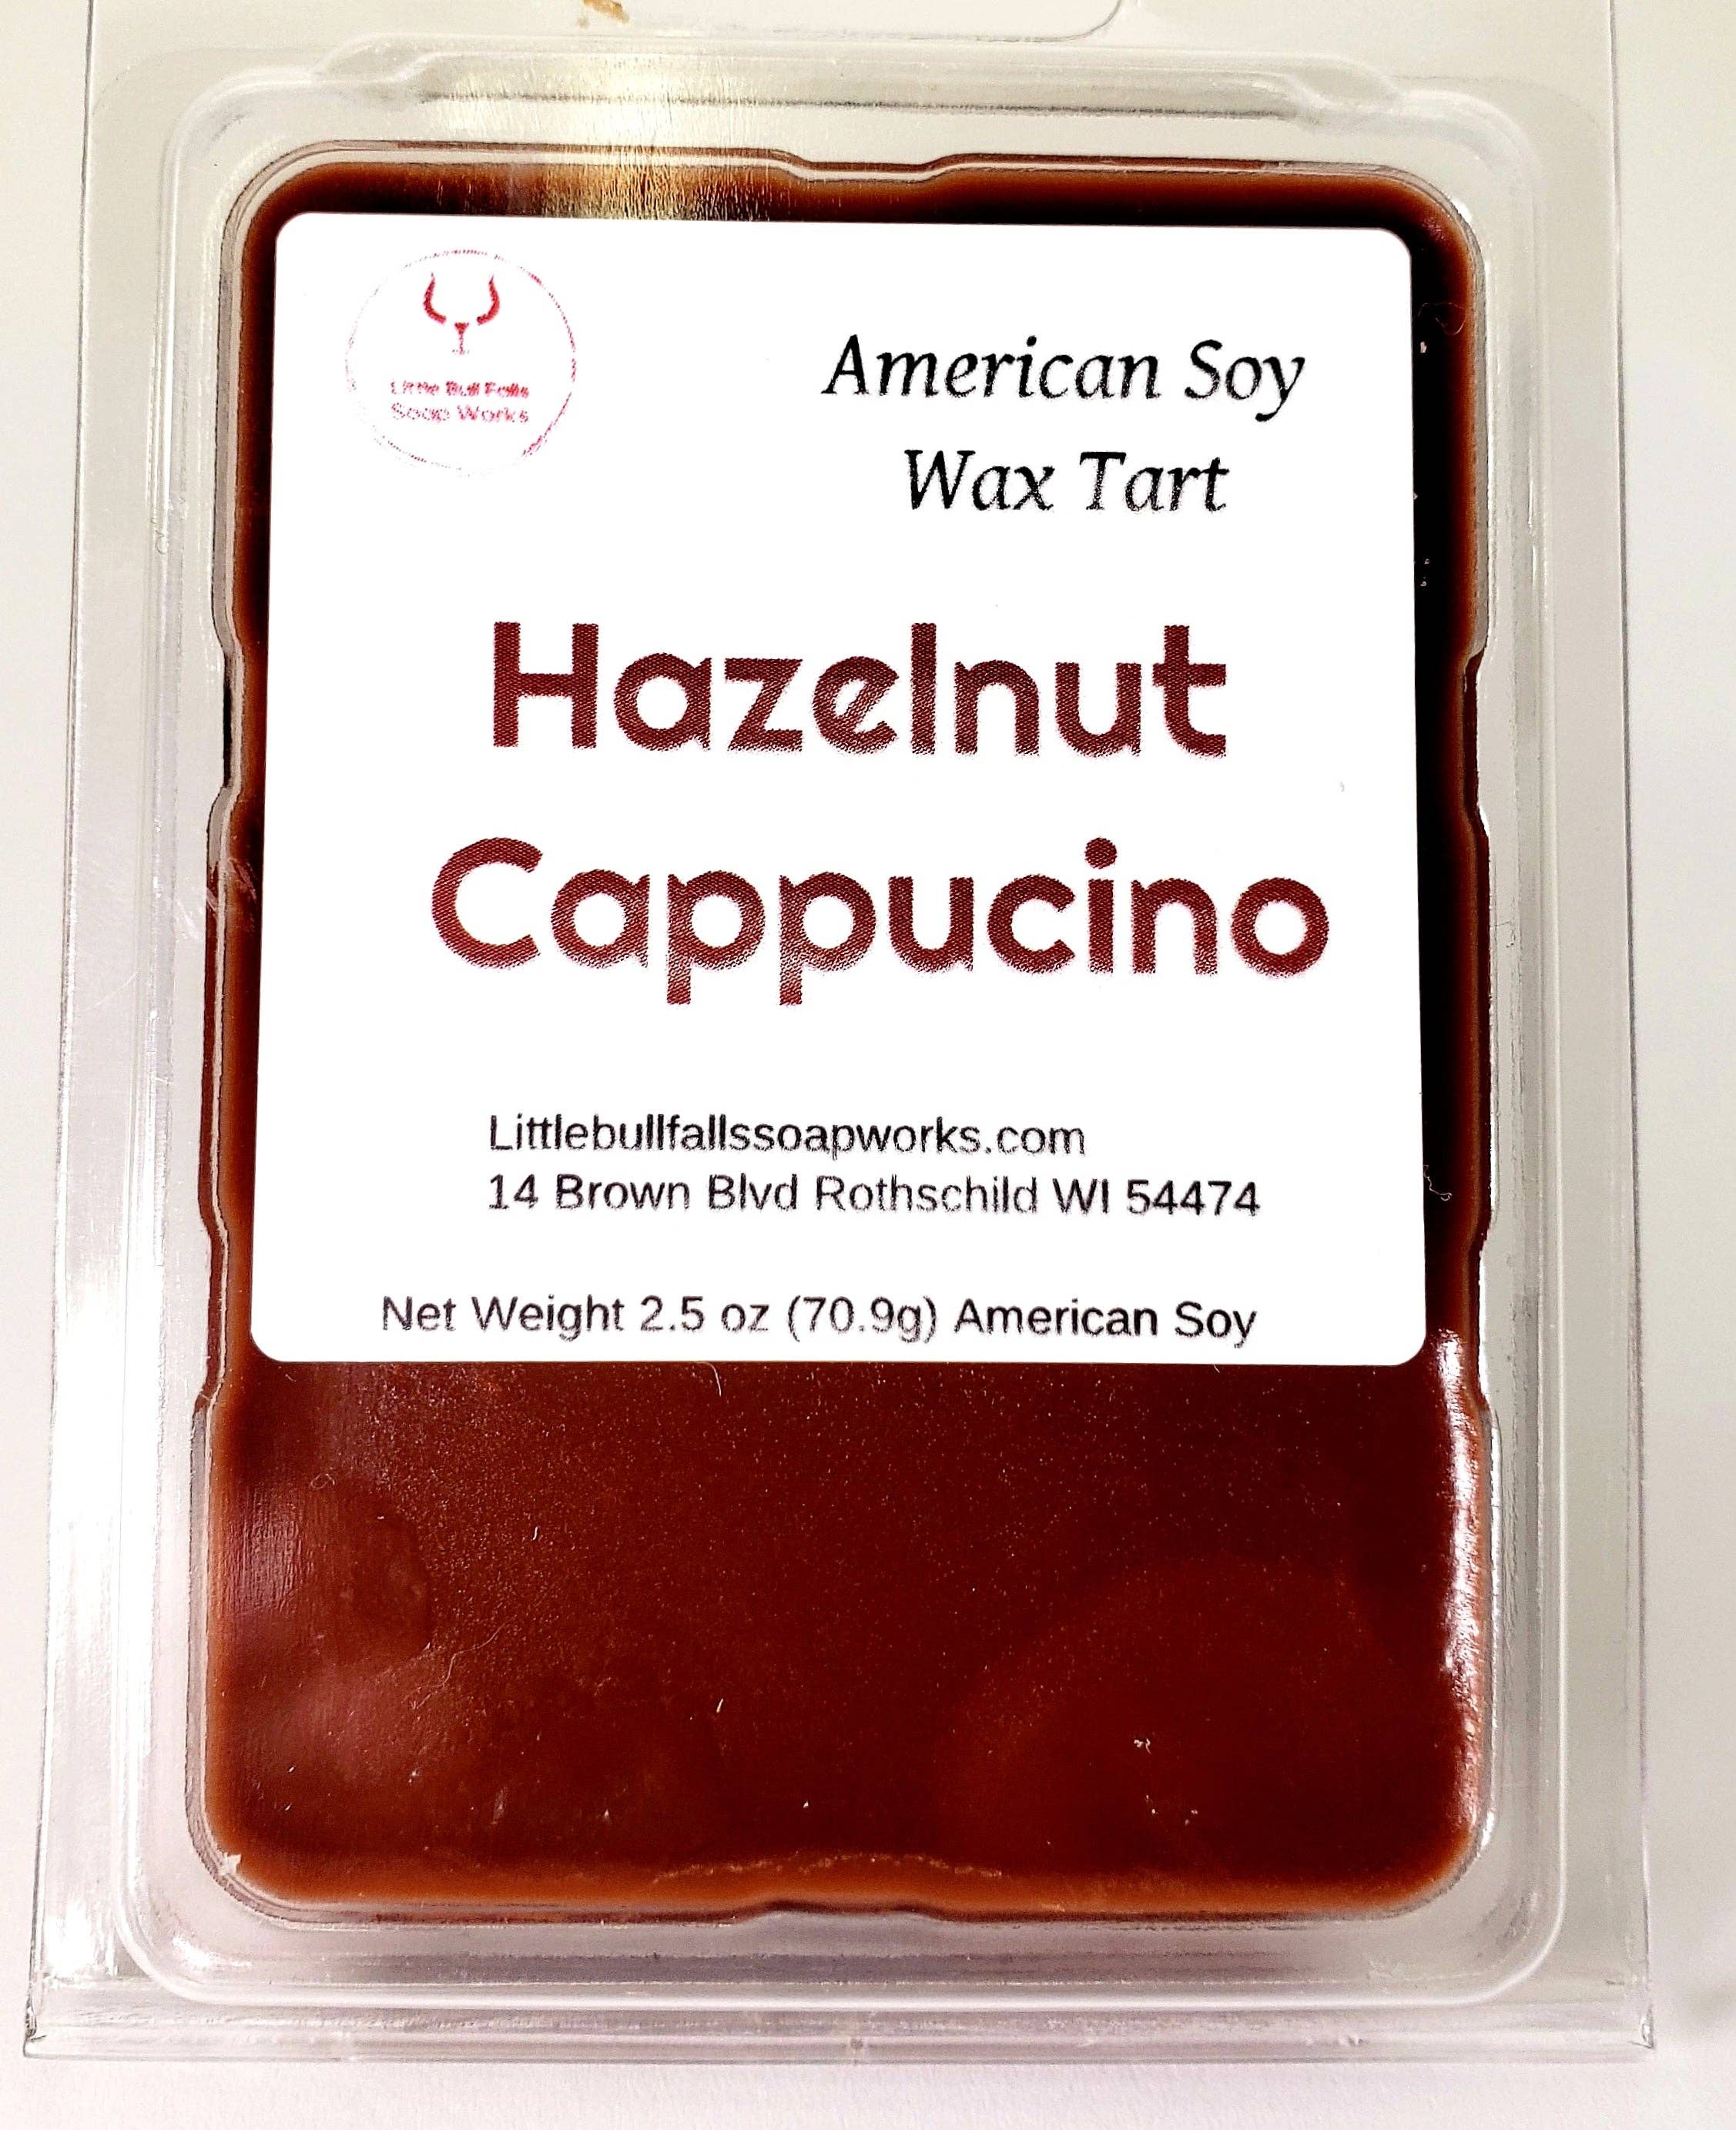 Little Bull Falls
Soap Works
American Soy
Wax Tart
Hazelnut
Cappucino
Littlebullfallssoapworks.com
14 Brown Blvd Rothschild WI 54474
Net Weight 2.5 oz (70.9g) American Soy